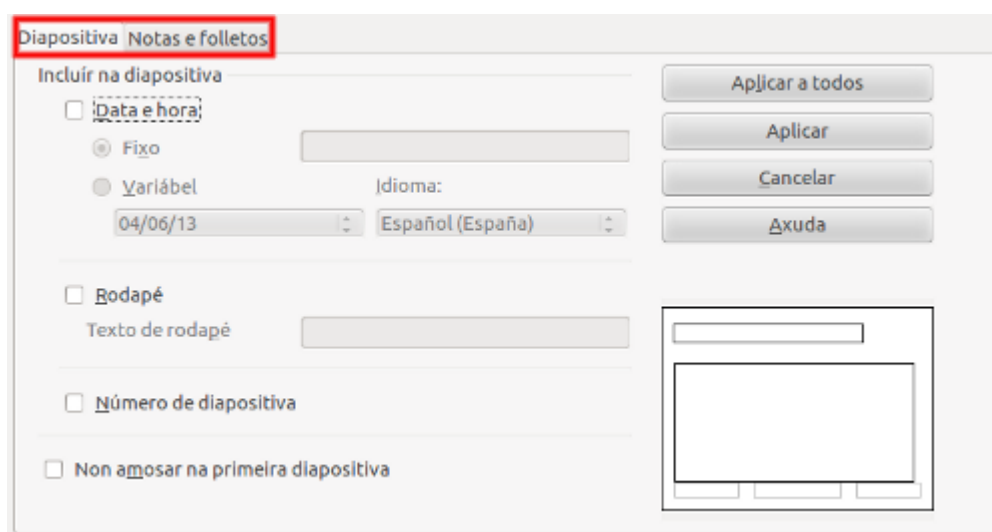 Diapositiva Notas e folletos
Incluír na diapositiva
Data e hora
Fixo
Variábel Idioma:
04/06/13 Español (España)
Rodapé
Texto de rodapé
Número de diapositiva
Non amosar na primeira diapositiva
Aplicar a todos
Aplicar
Cancelar
Axuda